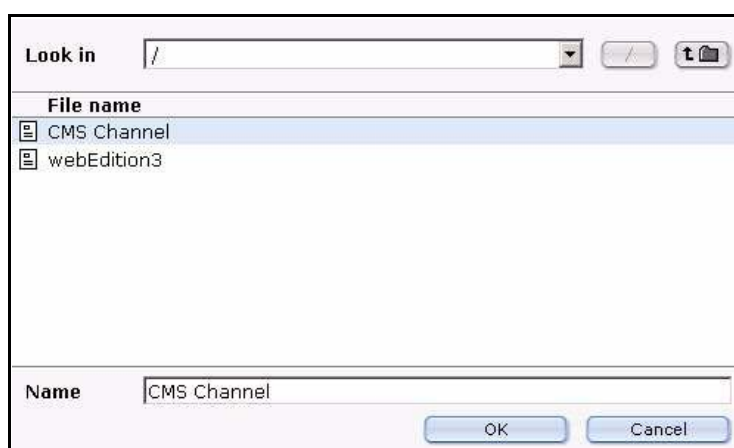 Look in /
/
File name
CMS Channel
webEdition3
Name CMS Channel
OK Cancel